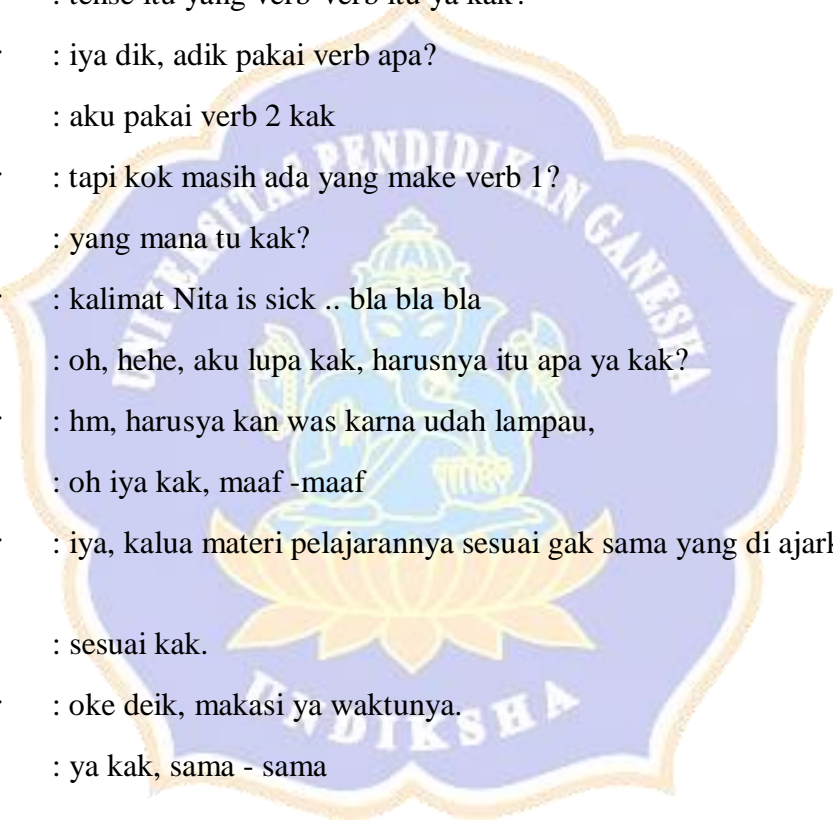 : tense itu yang verb-verb itu ya kak?
: iya dik, adik pakai verb apa?
: aku pakai verb 2 kak
: tapi kok masih ada yang make verb 1?
: yang mana tu kak?
: kalimat Nita is sick .. bla bla bla
: oh, hehe, aku lupa kak, harusnya itu apa ya kak?
: hm, harusya kan was karna udah lampau,
: oh iya kak, maaf -maaf
: iya, kalua materi pelajarannya sesuai gak sama yang di
: sesuai kak.
: oke deik, makasi ya waktunya.
: ya kak, sama - sama
UNIVERSITAS PENDIDIKAN GANESHA
UNDIKSHA